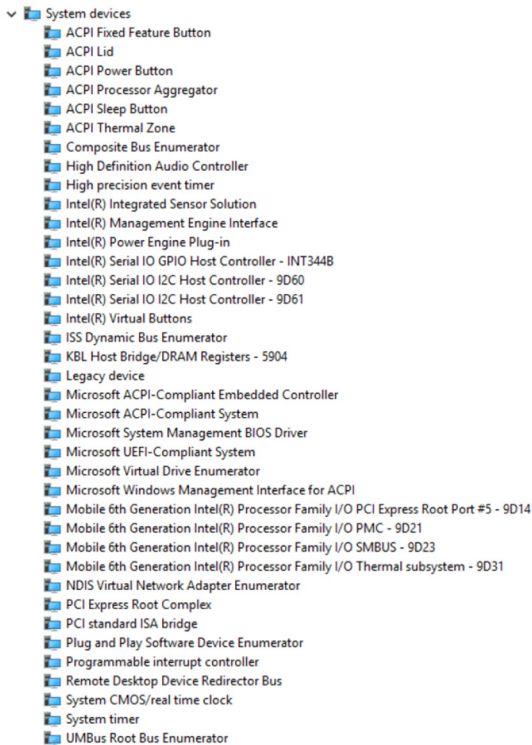 System devices
ACPI Fixed Feature Button
ACPI Lid
ACPI Power Button
ACPI Processor Aggregator
ACPI Sleep Button
ACPI Thermal Zone
Composite Bus Enumerator
High Definition Audio Controller
High precision event timer
Intel(R) Integrated Sensor Solution
Intel(R) Management Engine Interface
Intel(R) Power Engine Plug-in
Intel(R) Serial IO GPIO Host Controller - INT344B
Intel(R) Serial IO I2C Host Controller - 9D60
Intel(R) Serial IO I2C Host Controller - 9D61
Intel(R) Virtual Buttons
ISS Dynamic Bus Enumerator
KBL Host Bridge/DRAM Registers - 5904
Legacy device
Microsoft ACPI-Compliant Embedded Controller
Microsoft ACPI-Compliant System
Microsoft System Management BIOS Driver
Microsoft UEFI-Compliant System
Microsoft Virtual Drive Enumerator
Microsoft Windows Management Interface for ACPI
Mobile 6th Generation Intel(R) Processor Family I/O PCI Express Root Port #5 - 9D14
Mobile 6th Generation Intel(R) Processor Family I/O PMC - 9D21
Mobile 6th Generation Intel(R) Processor Family I/O SMBUS - 9D23
Mobile 6th Generation Intel(R) Processor Family I/O Thermal subsystem - 9D31
NDIS Virtual Network Adapter Enumerator
PCI Express Root Complex
PCI standard ISA bridge
Plug and Play Software Device Enumerator
Programmable interrupt controller
Remote Desktop Device Redirector Bus
System CMOS/real time clock
System timer
UMBus Root Bus Enumerator